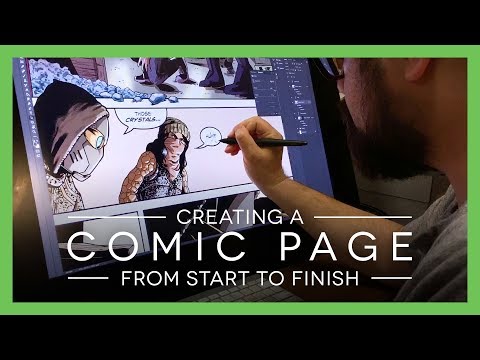 THOSE
CRYSTALS...
CREATING A
COMIC PAGE
FROM START TO FINISH